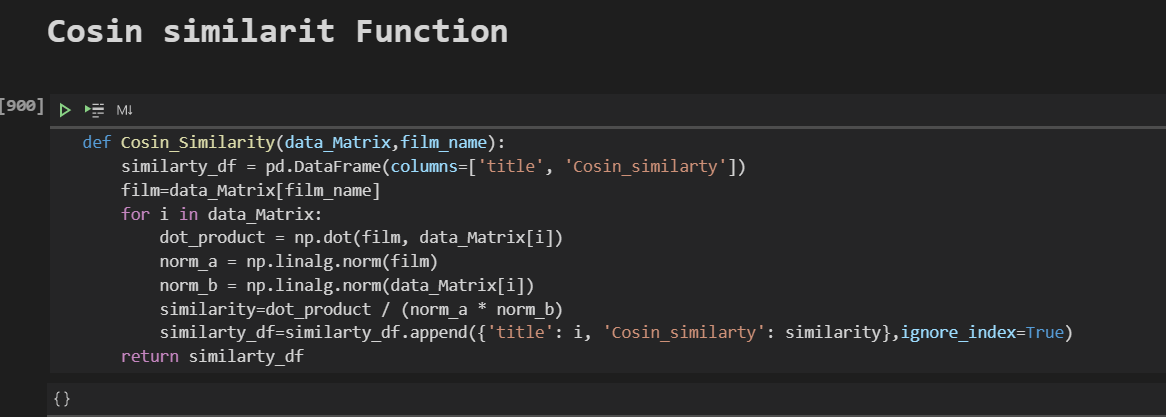 Cosin similarit Function
[900]
M↓
def Cosin_Similarity(data_Matrix,film_name):
    similarty_df = pd.DataFrame(columns=['title', 'Cosin_similarty'])
    film=data_Matrix[film_name]
    for i in data_Matrix:
        dot_product = np.dot(film, data_Matrix[i])
        norm_a = np.linalg.norm(film)
        norm_b = np.linalg.norm(data_Matrix[i])
        similarity=dot_product / (norm_a * norm_b)
        similarty_df=similarty_df.append({'title': i, 'Cosin_similarty': similarity},ignore_index=True)
    return similarty_df
{}